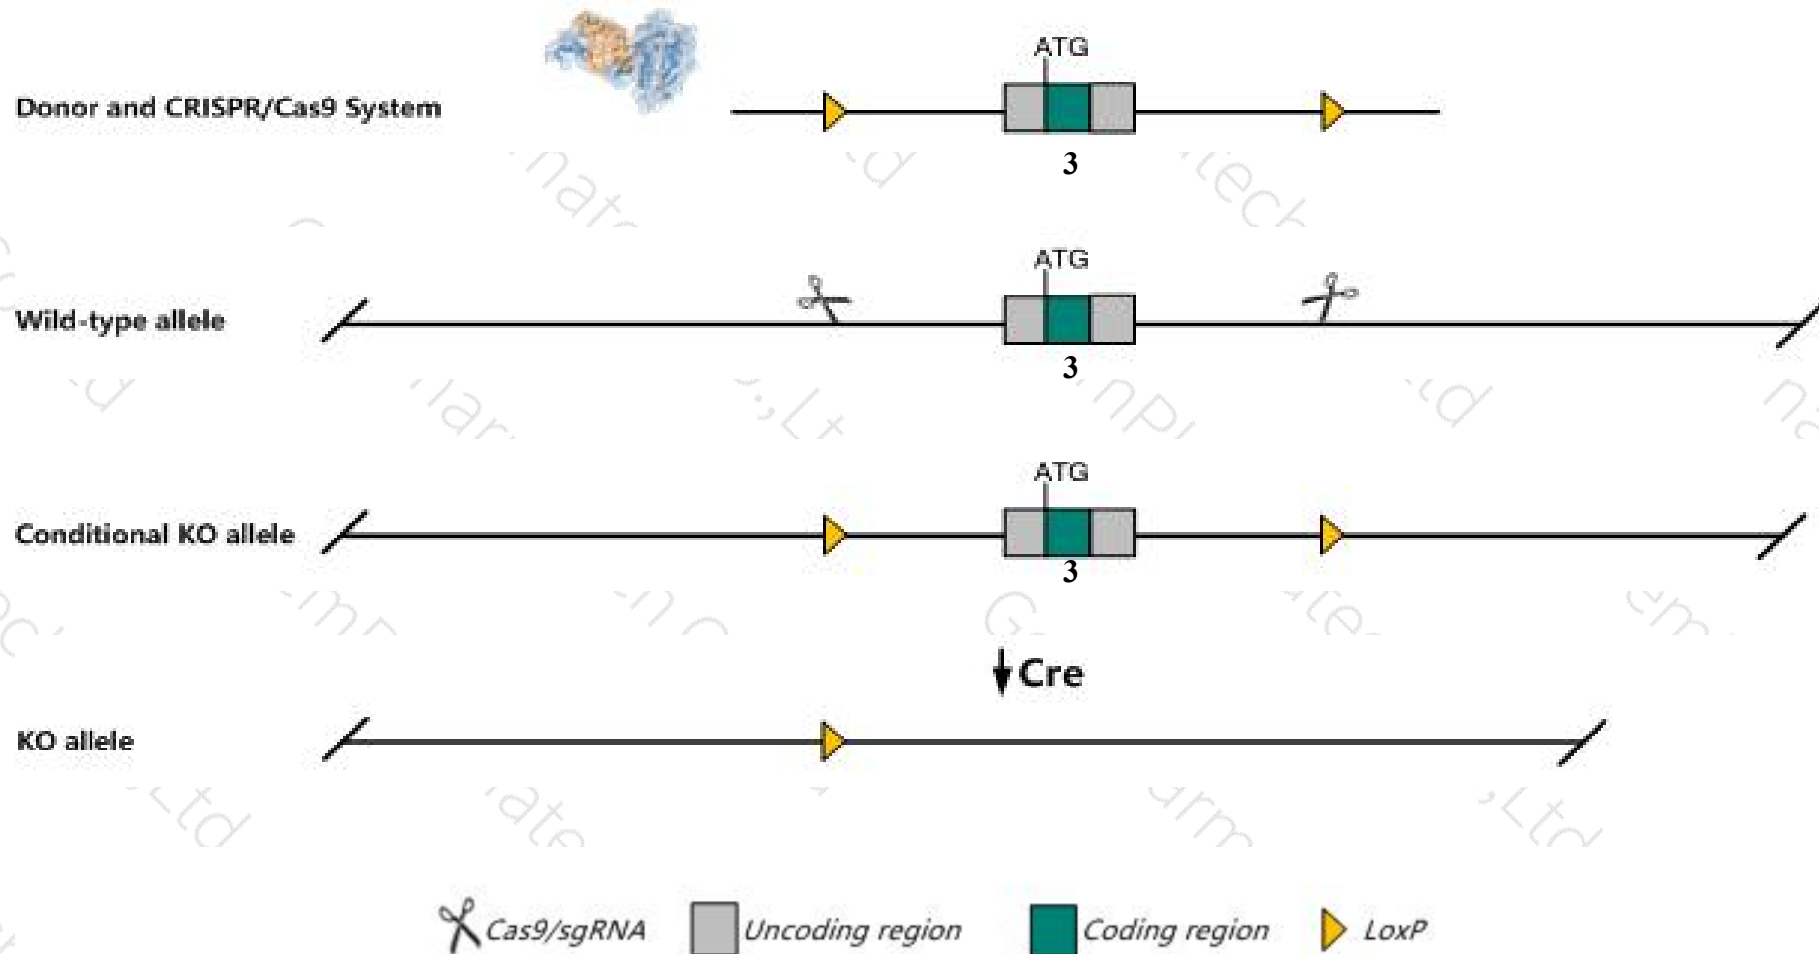 ATG
Donor and CRISPR/Cas9 System
3
ATG
Wild-type allele
3
ATG
Conditional KO allele
3
Cre
KO allele
Cas9/sgRNA
Uncoding region
Coding region
LoxP